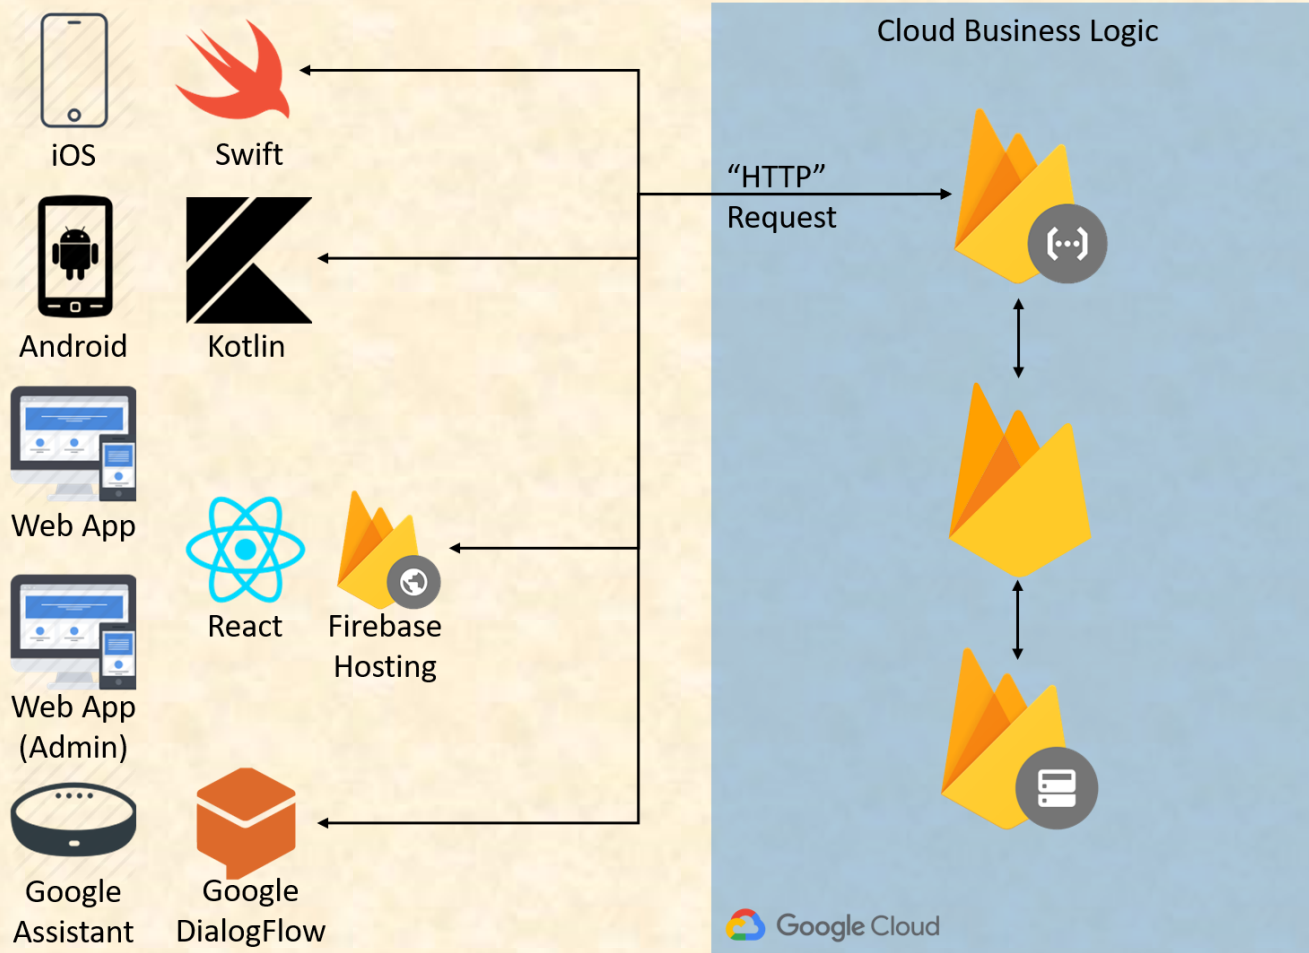 Cloud Business Logic
iOS
Swift
“HTTP”
Request
Android
Kotlin
Web App
React
Firebase
Hosting
Web App
(Admin)
Google
Assistant
Google
DialogFlow
Google Cloud